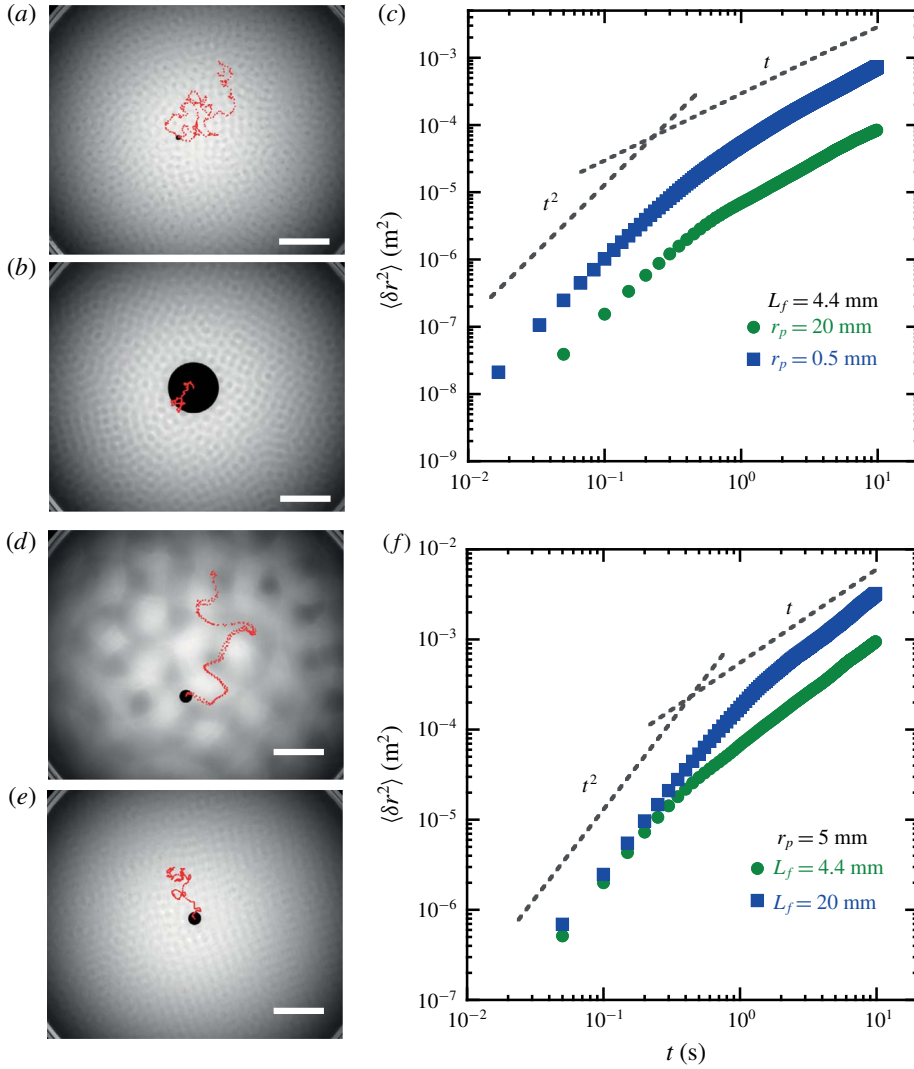 (a)
(b)
(c)
10⁻³
10⁻⁴
10⁻⁵
10⁻⁶
10⁻⁷
10⁻⁸
10⁻⁹
⟨δr²⟩ (m²)
t
t²
L_f = 4.4 mm
r_p = 20 mm
r_p = 0.5 mm
10⁻² 10⁻¹ 10⁰ 10¹
(d)
(e)
(f)
10⁻²
10⁻³
10⁻⁴
10⁻⁵
10⁻⁶
10⁻⁷
⟨δr²⟩ (m²)
t
t²
r_p = 5 mm
L_f = 4.4 mm
L_f = 20 mm
10⁻² 10⁻¹ 10⁰ 10¹
t (s)